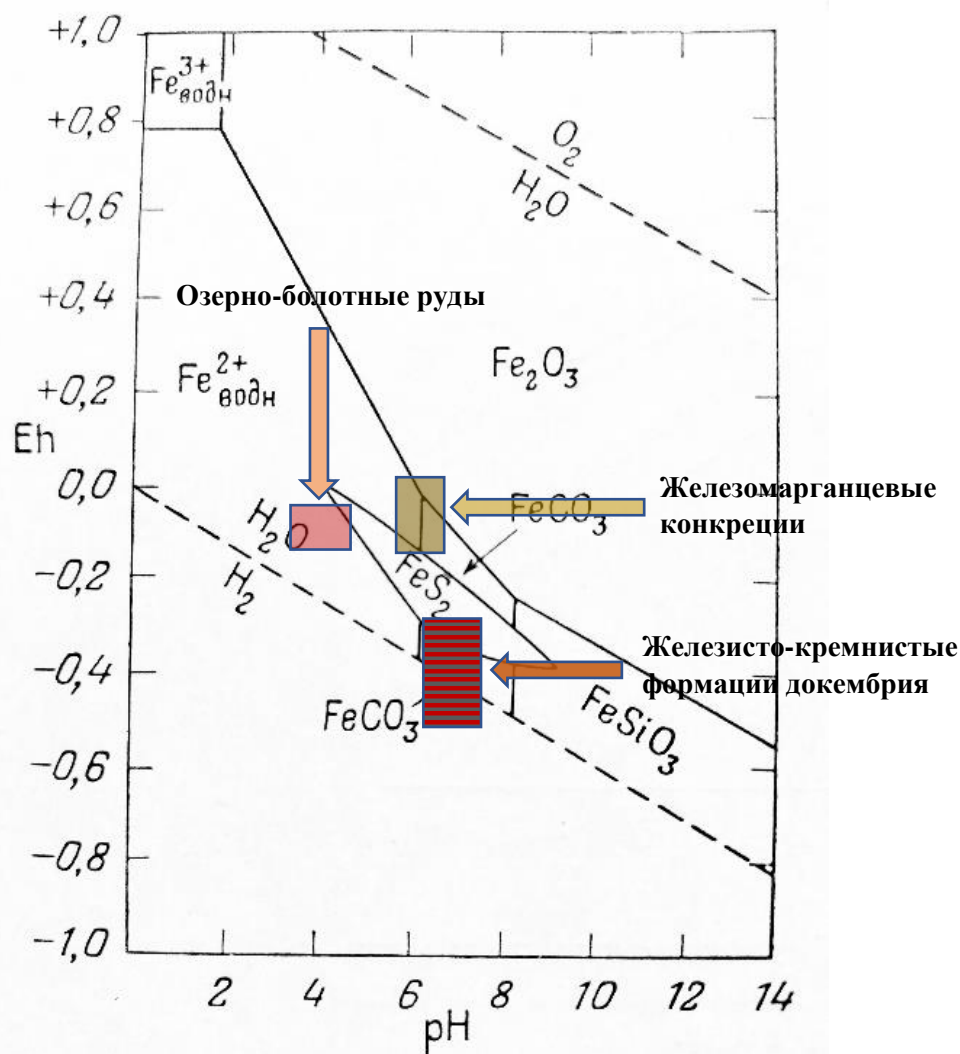 +1,0
Fe³⁺водн
+0,8
O₂
H₂O
+0,6
Озерно-болотные руды
+0,4
Fe₂O₃
Fe²⁺водн
+0,2
Eh
0,0
Железомарганцевые
конкреции
FeCO₃
H₂O
H₂
−0,2
FeS₂
Железисто-кремнистые
формации докембрия
−0,4
FeCO₃
FeSiO₃
−0,6
−0,8
−1,0
2 4 6 8 10 12 14
pH